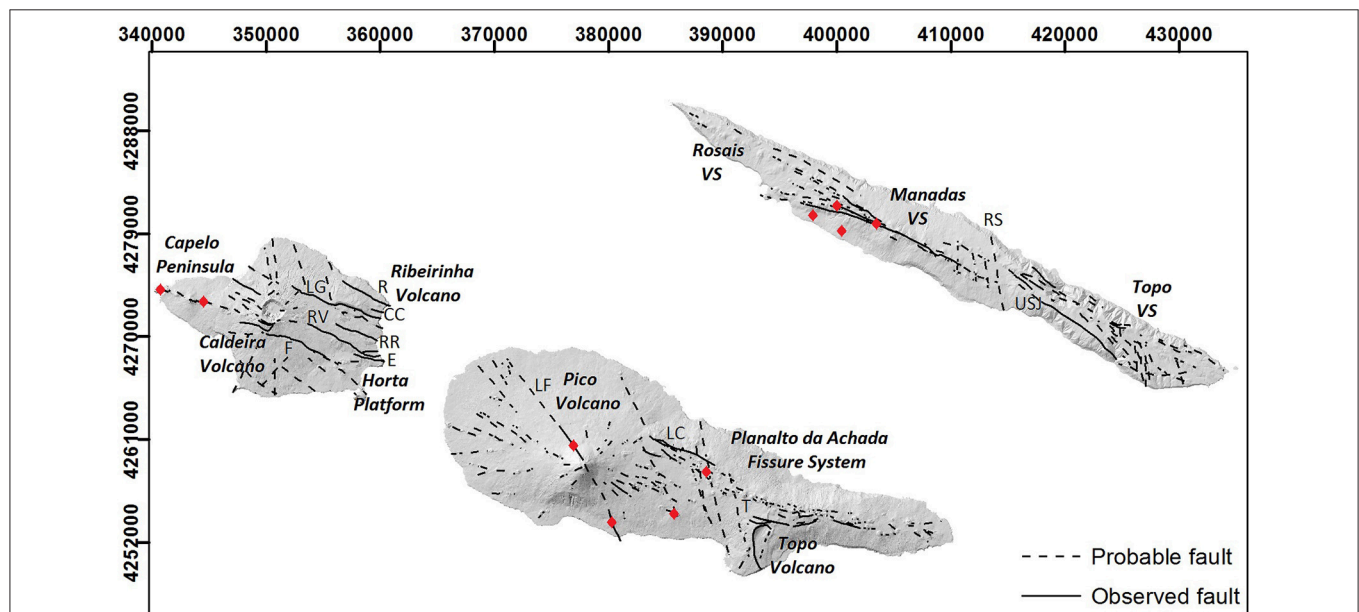 340000 350000 360000 370000 380000 390000 400000 410000 420000 430000
4288000
4279000
4270000
4261000
4252000
Rosais
VS
Manadas
VS
RS
USJ
Topo
VS
T
Capelo
Peninsula
LG
R
Ribeirinha
Volcano
CC
RV
RR
E
Caldeira
Volcano
F
Horta
Platform
LF
Pico
Volcano
LC
Planalto da Achada
Fissure System
T
Topo
Volcano
Probable fault
Observed fault